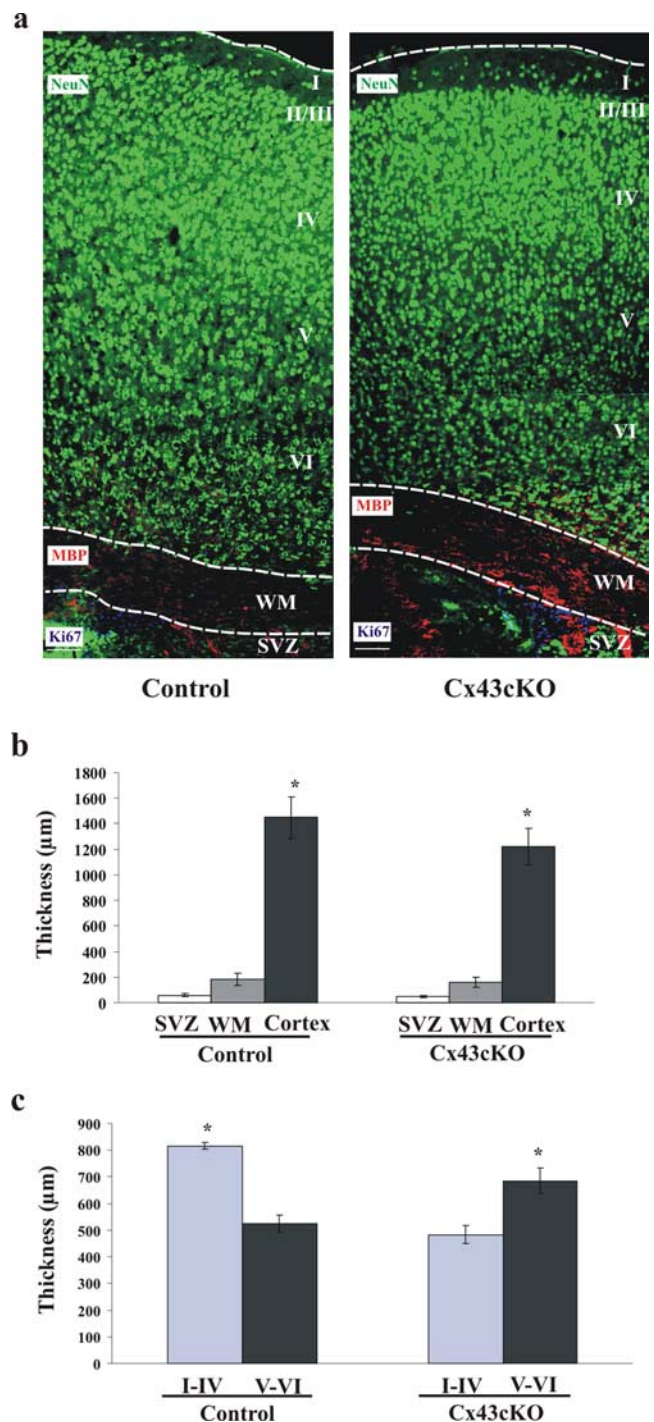 a
NeuN I
II/III
IV
V
VI
MBP
WM
Ki67
SVZ
Control
NeuN I
II/III
IV
V
VI
MBP
WM
Ki67
SVZ
Cx43cKO
b
Thickness (µm)
1800
1600
1400
1200
1000
800
600
400
200
0
* *
SVZ WM Cortex SVZ WM Cortex
Control Cx43cKO
c
Thickness (µm)
900
800
700
600
500
400
300
200
100
0
* *
I-IV V-VI I-IV V-VI
Control Cx43cKO